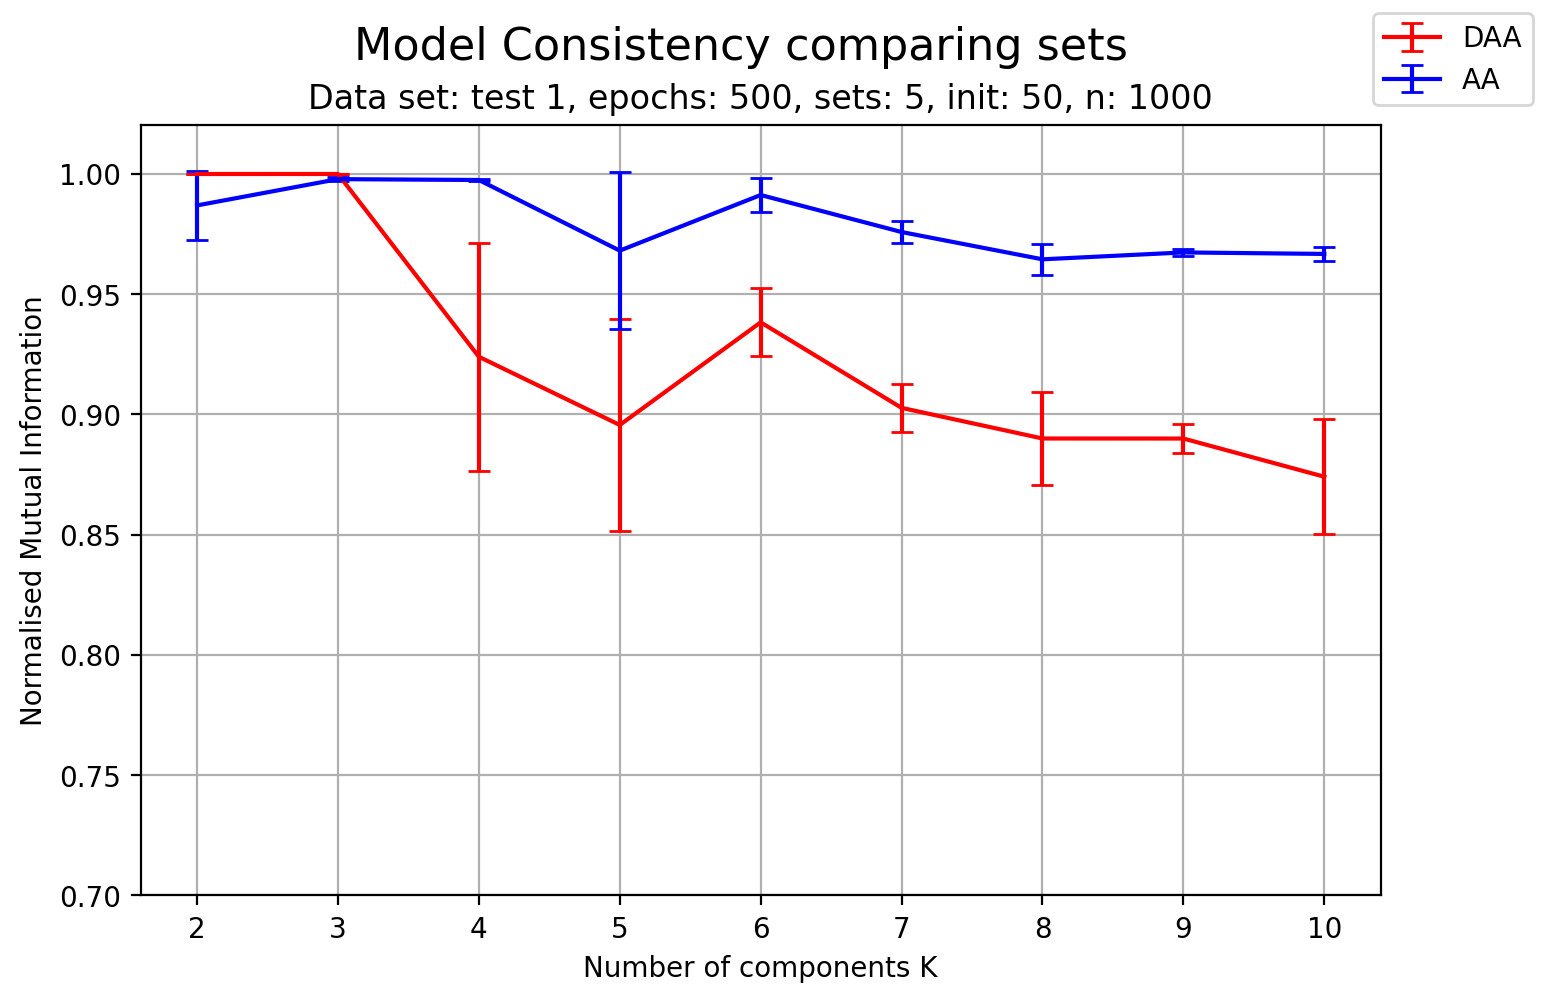 Model Consistency comparing sets
Data set: test 1, epochs: 500, sets: 5, init: 50, n: 1000
DAA
AA
Normalised Mutual Information
1.00
0.95
0.90
0.85
0.80
0.75
0.70
2 3 4 5 6 7 8 9 10
Number of components K